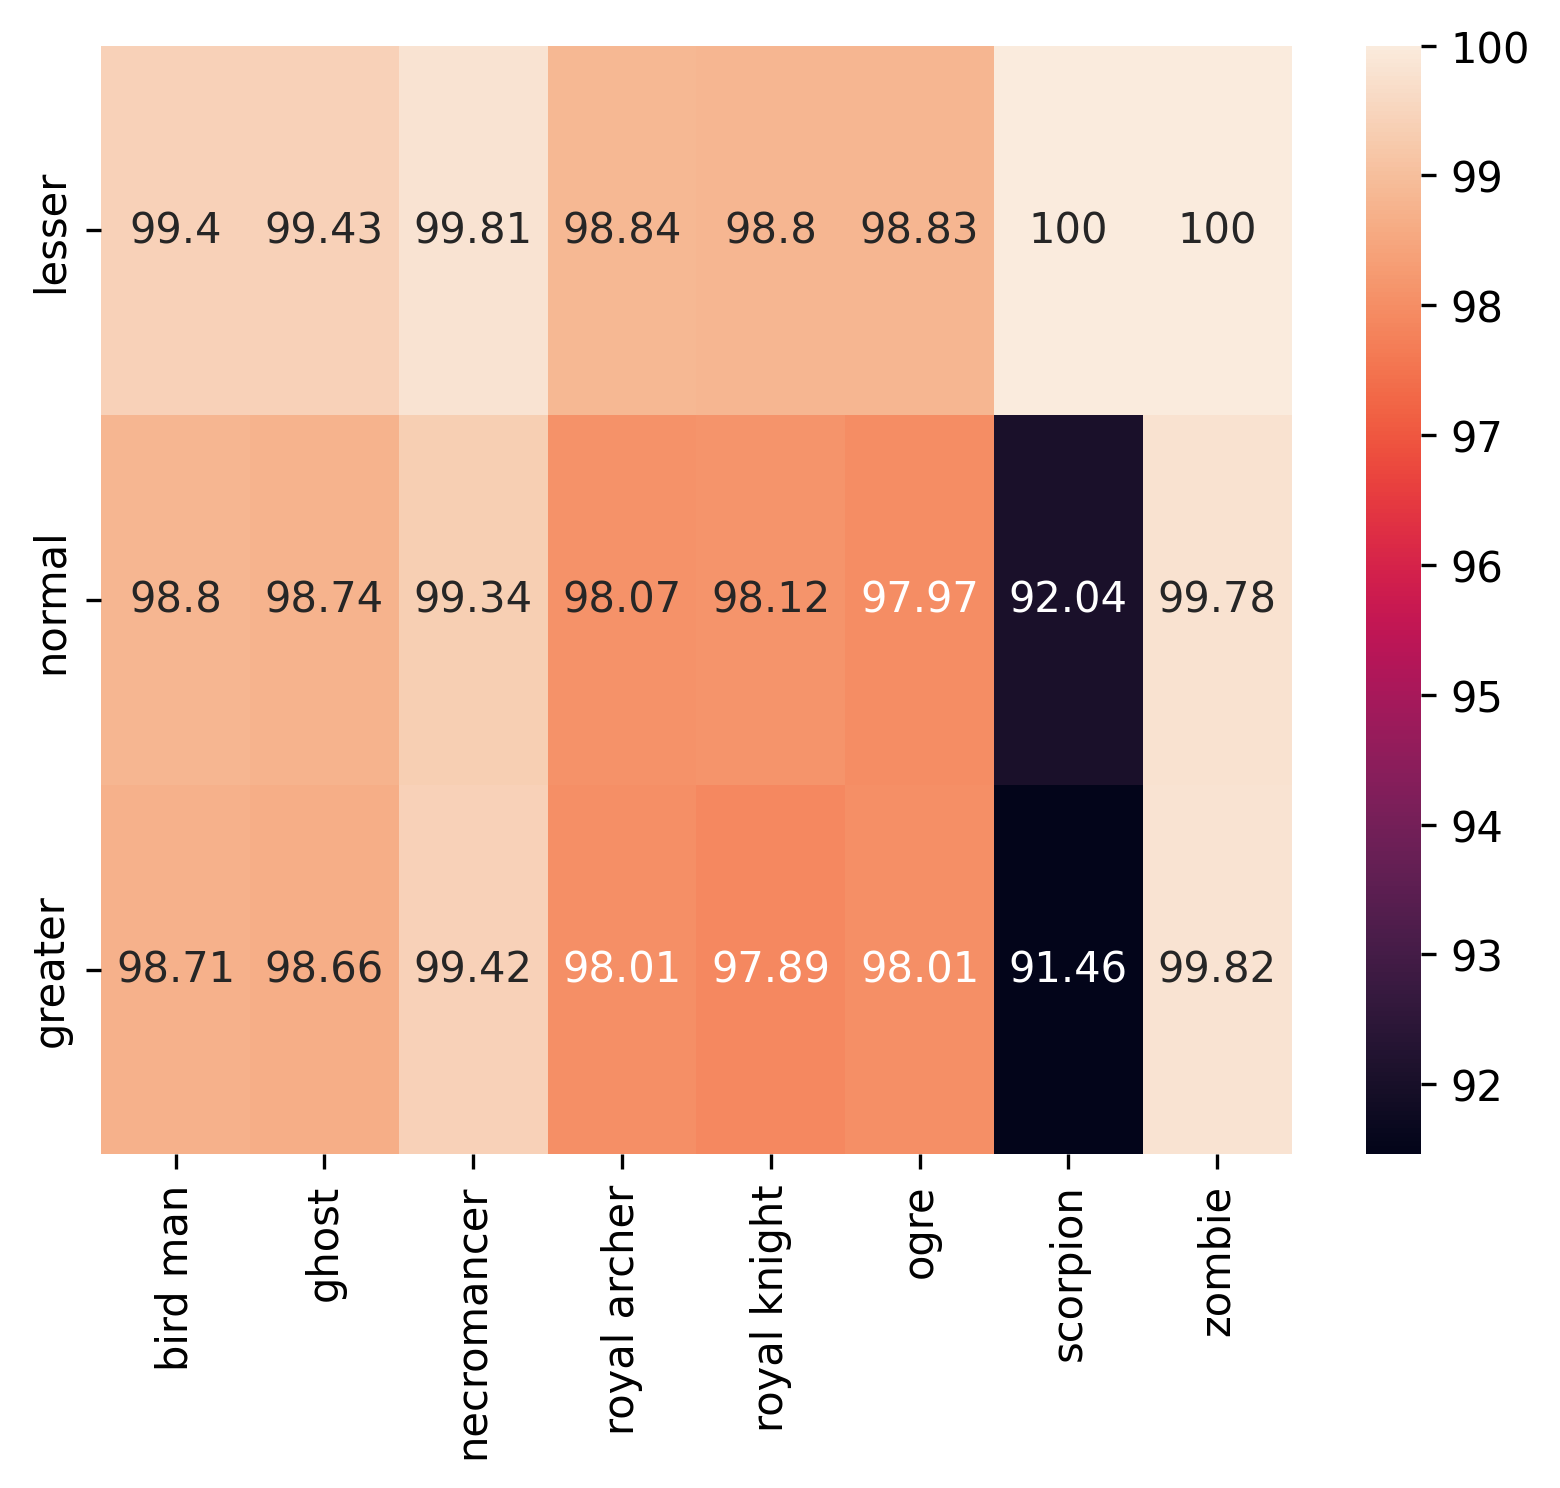 lesser 99.4 99.43 99.81 98.84 98.8 98.83 100 100
normal 98.8 98.74 99.34 98.07 98.12 97.97 92.04 99.78
greater 98.71 98.66 99.42 98.01 97.89 98.01 91.46 99.82
bird man
ghost
necromancer
royal archer
royal knight
ogre
scorpion
zombie
100
99
98
97
96
95
94
93
92